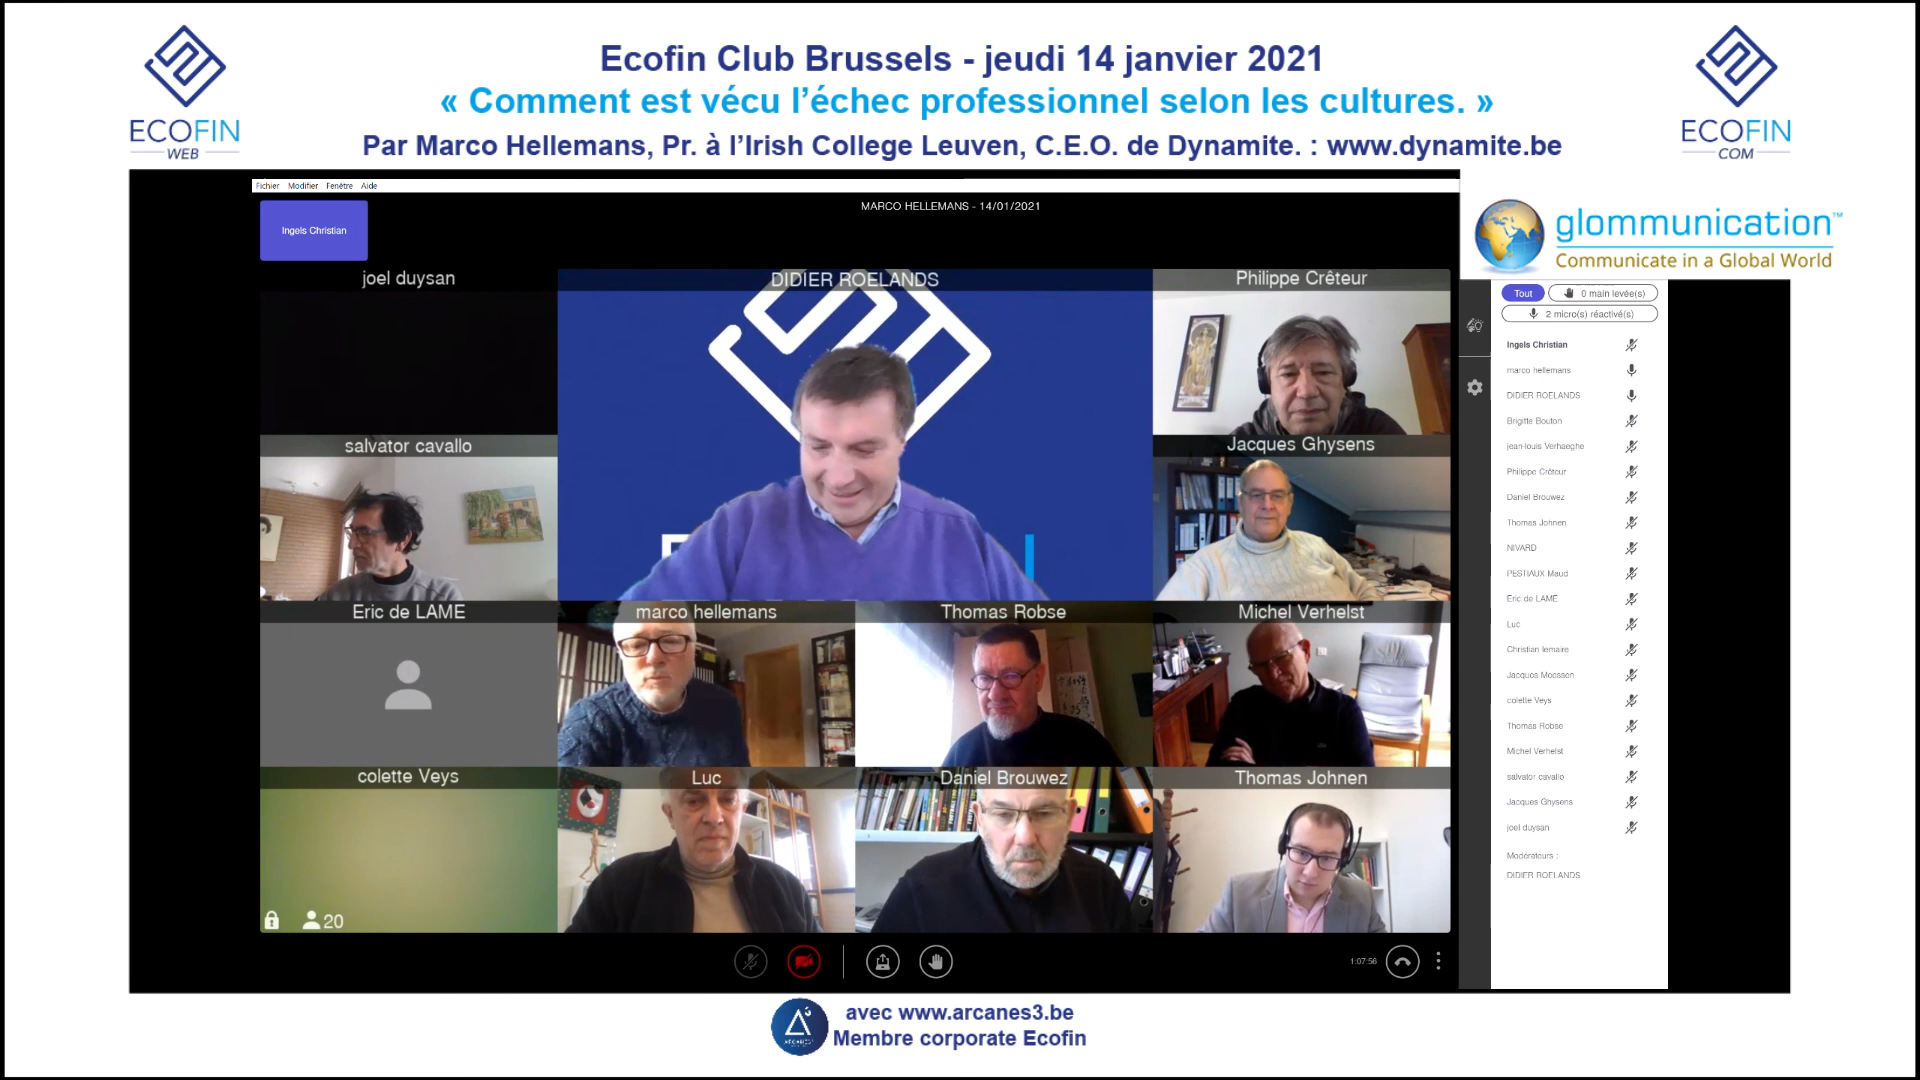 Ecofin Club Brussels - jeudi 14 janvier 2021
« Comment est vécu l'échec professionnel selon les cultures. »
Par Marco Hellemans, Pr. à l'Irish College Leuven, C.E.O. de Dynamite. : www.dynamite.be
ECOFIN
WEB
ECOFIN
COM
Fichier Modifier Fenêtre Aide
MARCO HELLEMANS - 14/01/2021
Ingels Christian
glommunication™
Communicate in a Global World
joel duysan
DIDIER ROELANDS
Philippe Crêteur
salvator cavallo
Jacques Ghysens
Eric de LAME
marco hellemans
Thomas Robse
Michel Verhelst
colette Veys
Luc
Daniel Brouwez
Thomas Johnen
20
1:07:56
Tout
0 main levée(s)
2 micro(s) réactivé(s)
Ingels Christian
marco hellemans
DIDIER ROELANDS
Brigitte Bouton
jean-louis Verhaeghe
Philippe Crêteur
Daniel Brouwez
Thomas Johnen
NIVARD
PESTIAUX Maud
Eric de LAME
Luc
Christian lemaire
Jacques Moosson
colette Veys
Thomas Robse
Michel Verhelst
salvator cavallo
Jacques Ghysens
joel duysan
Modérateurs :
DIDIER ROELANDS
avec www.arcanes3.be
Membre corporate Ecofin